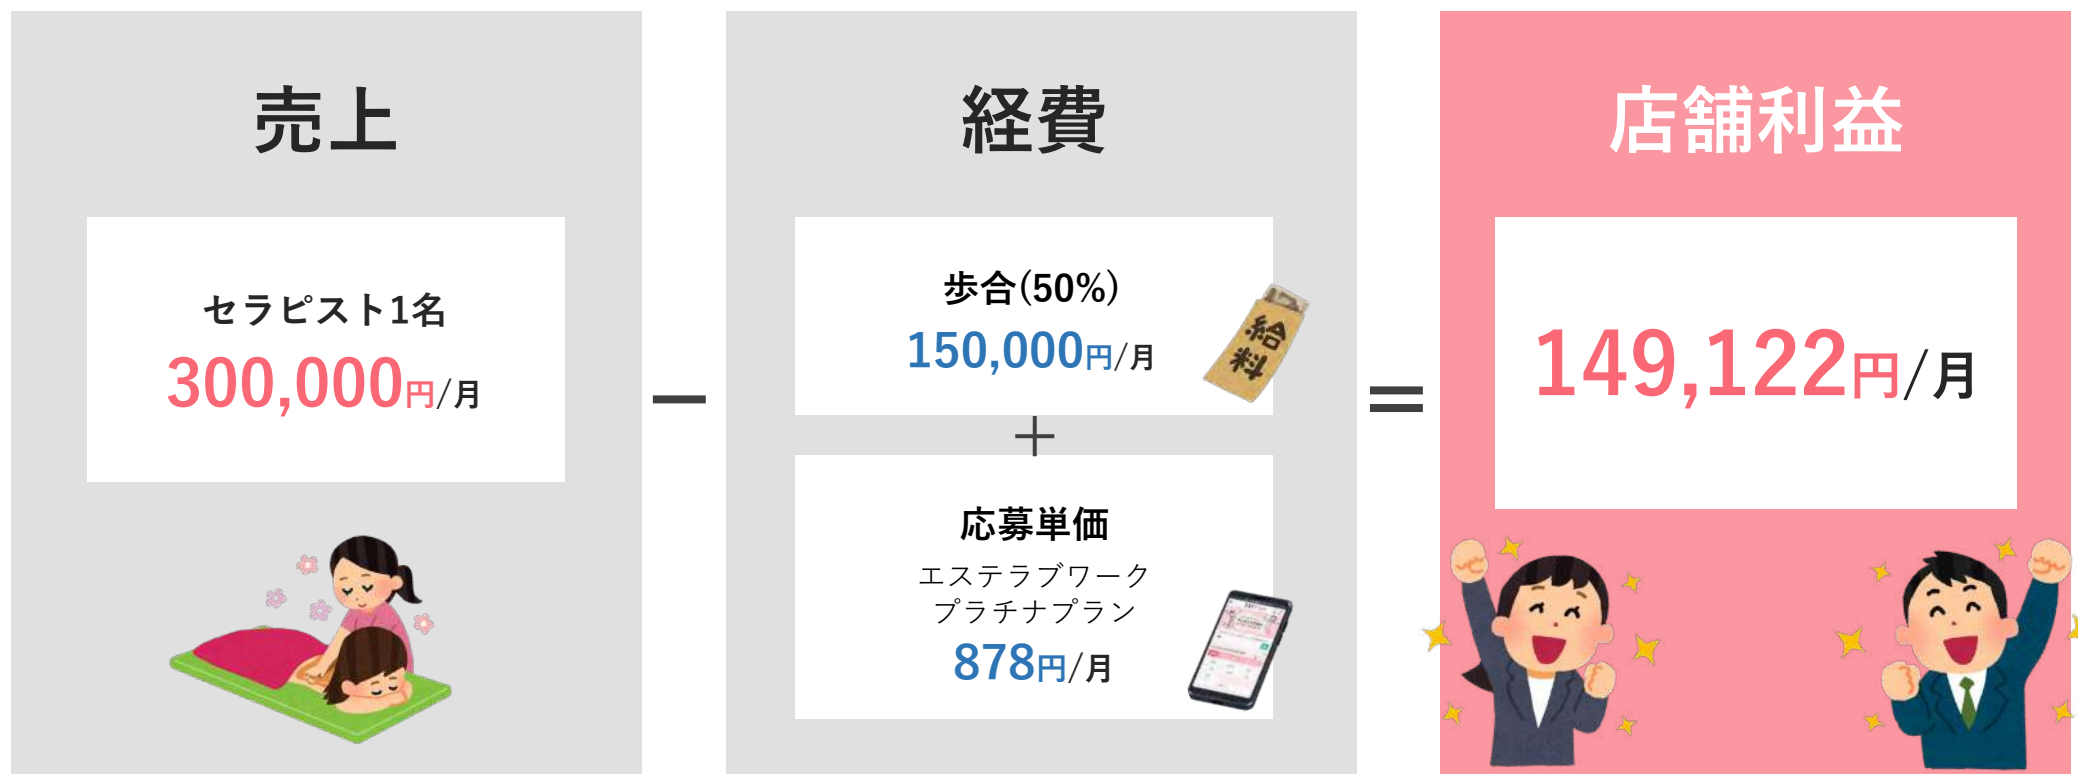 売上
セラピスト1名
300,000円/月
−
経費
歩合(50%)
150,000円/月
給料
+
応募単価
エステラブワーク
プラチナプラン
878円/月
=
店舗利益
149,122円/月